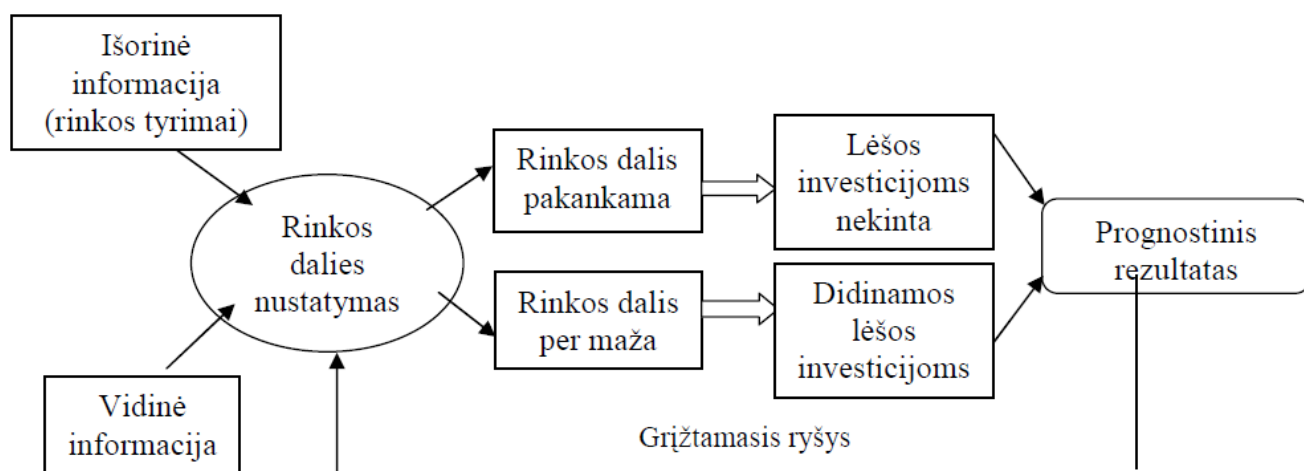 Išorinė
informacija
(rinkos tyrimai)
Rinkos
dalies
nustatymas
Vidinė
informacija
Rinkos dalis
pakankama
Rinkos dalis
per maža
Lėšos
investicijoms
nekinta
Didinamos
lėšos
investicijoms
Prognostinis
rezultatas
Grįžtamasis ryšys